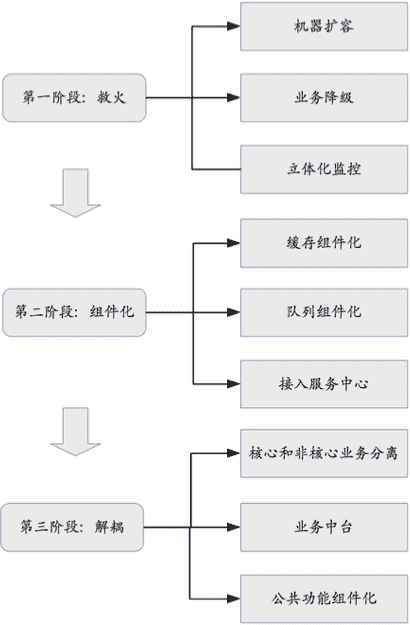 第一阶段：救火
机器扩容
业务降级
立体化监控
第二阶段：组件化
缓存组件化
队列组件化
接入服务中心
第三阶段：解耦
核心和非核心业务分离
业务中台
公共功能组件化